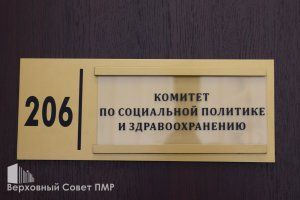 206
КОМИТЕТ
ПО СОЦИАЛЬНОЙ ПОЛИТИКЕ
И ЗДРАВООХРАНЕНИЮ
Верховный Совет ПМР